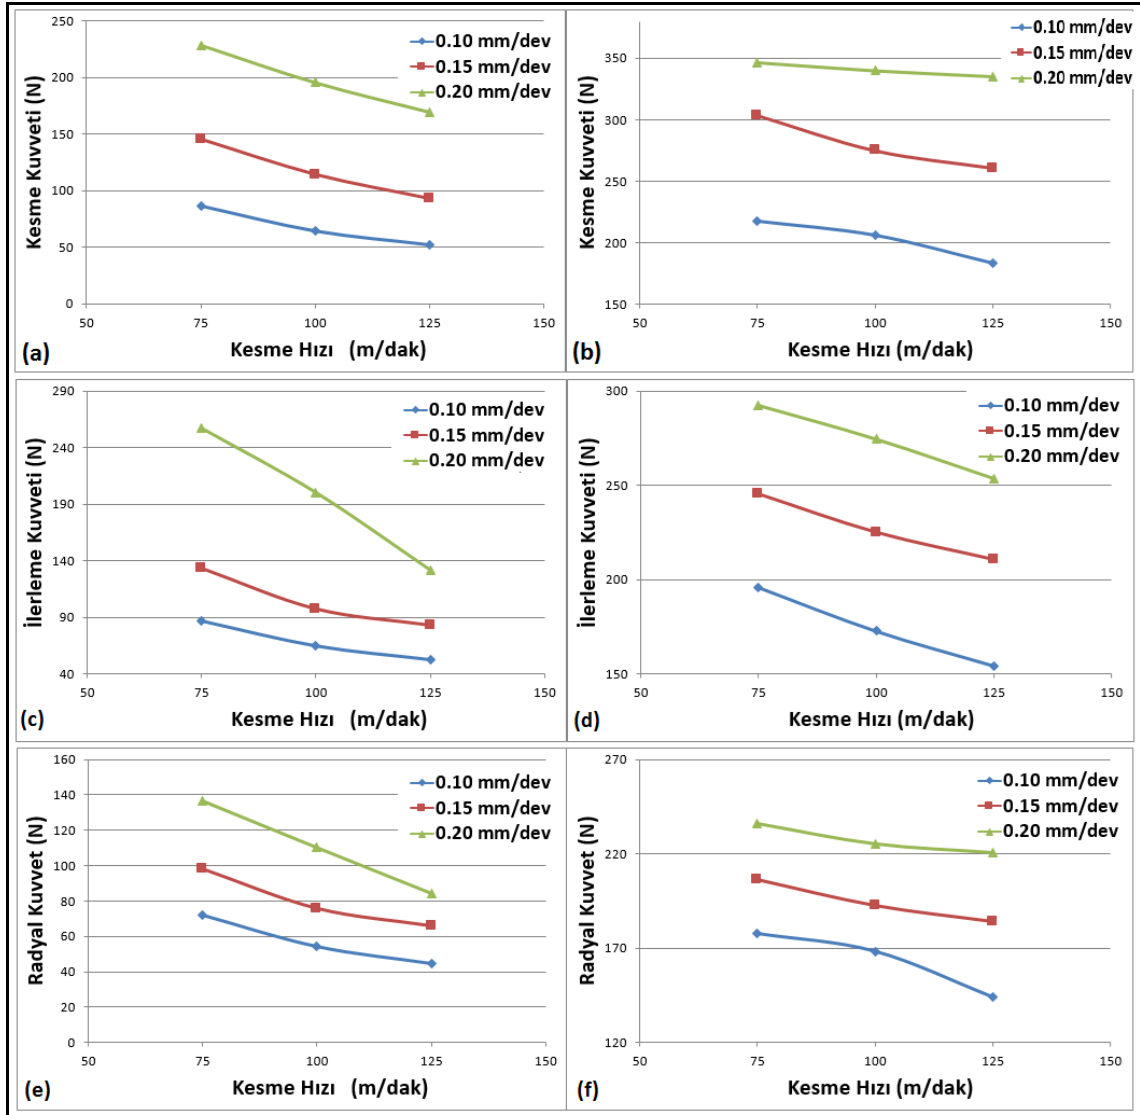 250
200
150
100
50
0
Kesme Kuvveti (N)
0.10 mm/dev
0.15 mm/dev
0.20 mm/dev
50 75 100 125 150
(a) Kesme Hızı (m/dak)
350
300
250
200
150
Kesme Kuvveti (N)
0.10 mm/dev
0.15 mm/dev
0.20 mm/dev
50 75 100 125 150
(b) Kesme Hızı (m/dak)
290
240
190
140
90
40
İlerleme Kuvveti (N)
0.10 mm/dev
0.15 mm/dev
0.20 mm/dev
50 75 100 125 150
(c) Kesme Hızı (m/dak)
300
250
200
150
İlerleme Kuvveti (N)
0.10 mm/dev
0.15 mm/dev
0.20 mm/dev
50 75 100 125 150
(d) Kesme Hızı (m/dak)
160
140
120
100
80
60
40
20
0
Radyal Kuvvet (N)
0.10 mm/dev
0.15 mm/dev
0.20 mm/dev
50 75 100 125 150
(e) Kesme Hızı (m/dak)
270
220
170
120
Radyal Kuvvet (N)
0.10 mm/dev
0.15 mm/dev
0.20 mm/dev
50 75 100 125 150
(f) Kesme Hızı (m/dak)